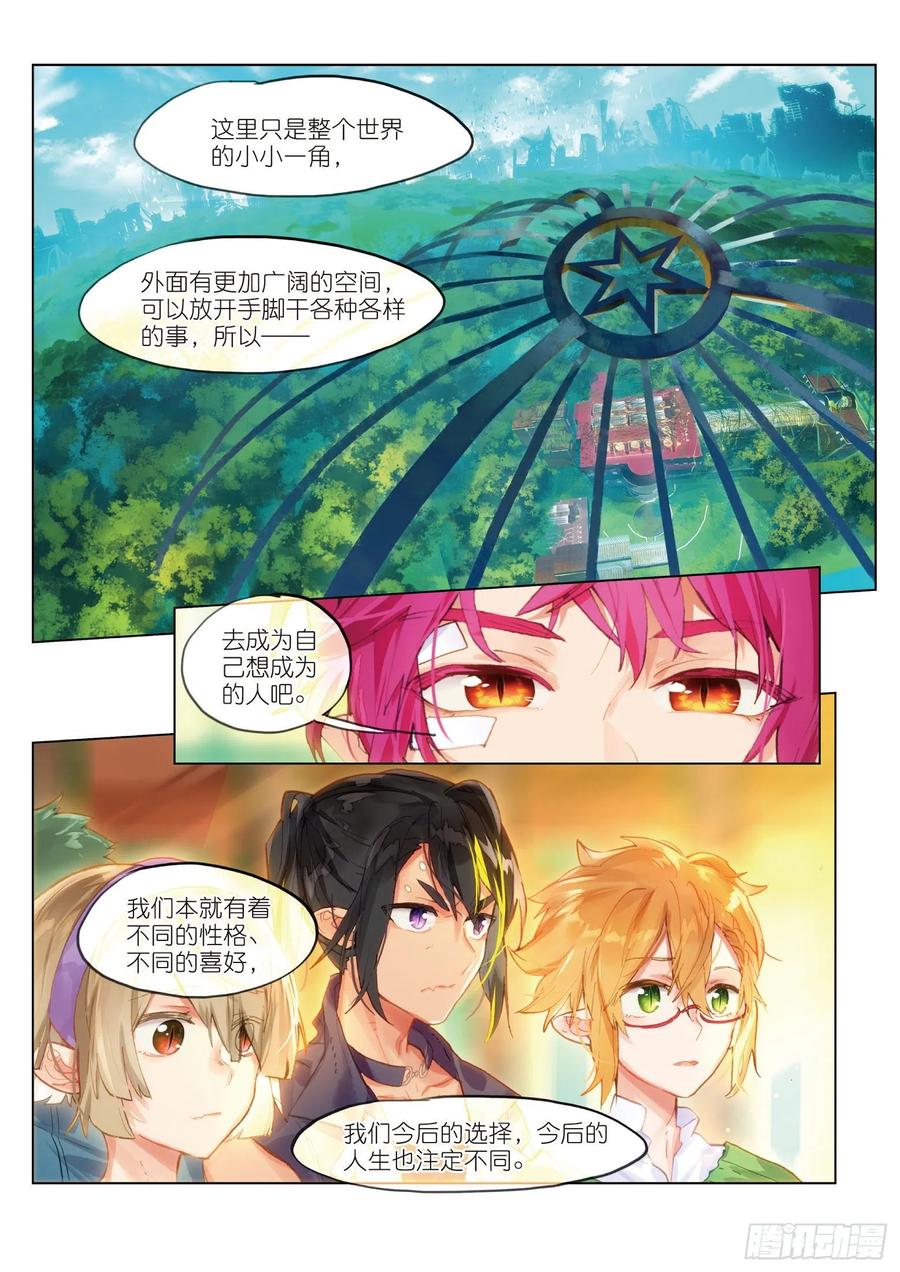 这里只是整个世界
的小小一角，
外面有更加广阔的空间，
可以放开手脚干各种各样
的事，所以——
去成为自
己想成为
的人吧。
我们本就有着
不同的性格、
不同的喜好，
我们今后的选择，今后的
人生也注定不同。
腾讯动漫